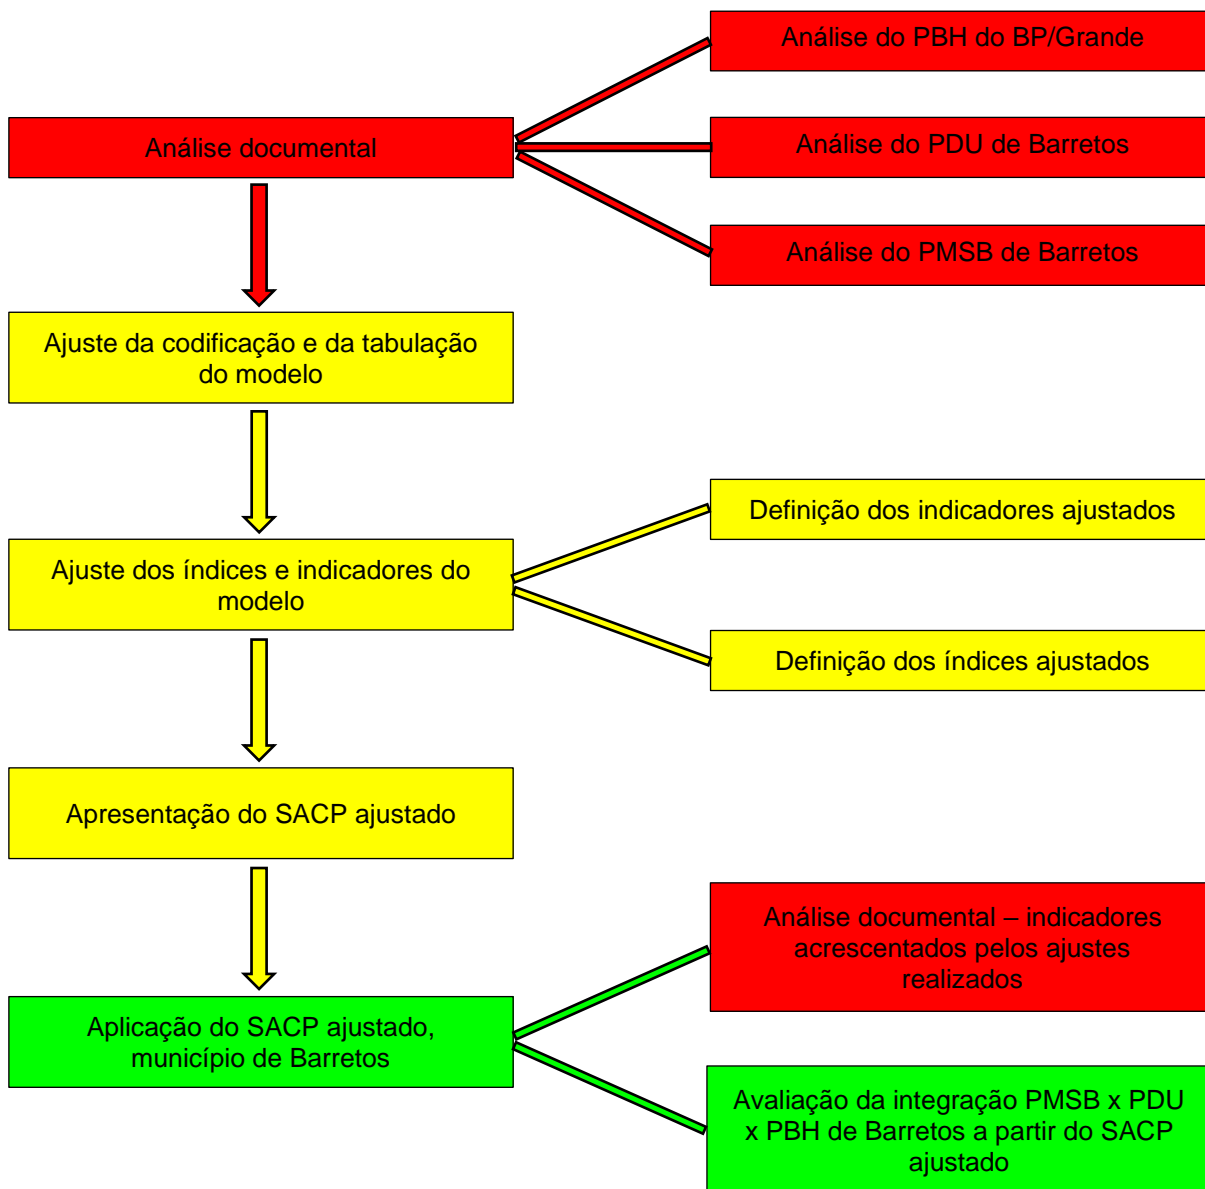 Análise do PBH do BP/Grande
Análise documental
Análise do PDU de Barretos
Análise do PMSB de Barretos
Ajuste da codificação e da tabulação
do modelo
Definição dos indicadores ajustados
Ajuste dos índices e indicadores do
modelo
Definição dos índices ajustados
Apresentação do SACP ajustado
Análise documental – indicadores
acrescentados pelos ajustes
realizados
Aplicação do SACP ajustado,
município de Barretos
Avaliação da integração PMSB x PDU
x PBH de Barretos a partir do SACP
ajustado